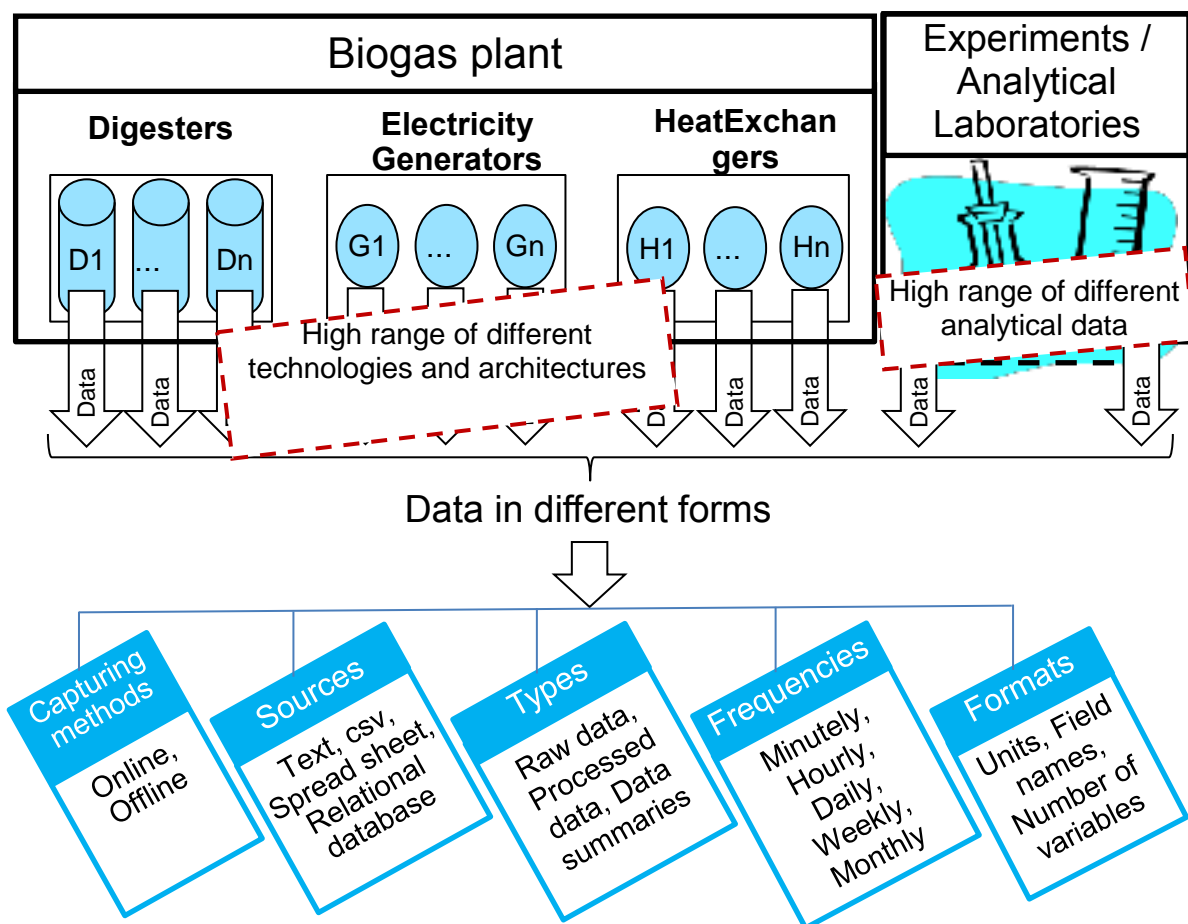 Biogas plant
Experiments /
Analytical
Laboratories
Digesters
Electricity
Generators
HeatExchan
gers
D1
...
Dn
G1
...
Gn
H1
...
Hn
High range of different
technologies and architectures
High range of different
analytical data
Data
Data
Data
Data
Data
Data
Data in different forms
Capturing
methods
Online,
Offline
Sources
Text, csv,
Spread sheet,
Relational
database
Types
Raw data,
Processed
data, Data
summaries
Frequencies
Minutely,
Hourly,
Daily,
Weekly,
Monthly
Formats
Units, Field
names,
Number of
variables